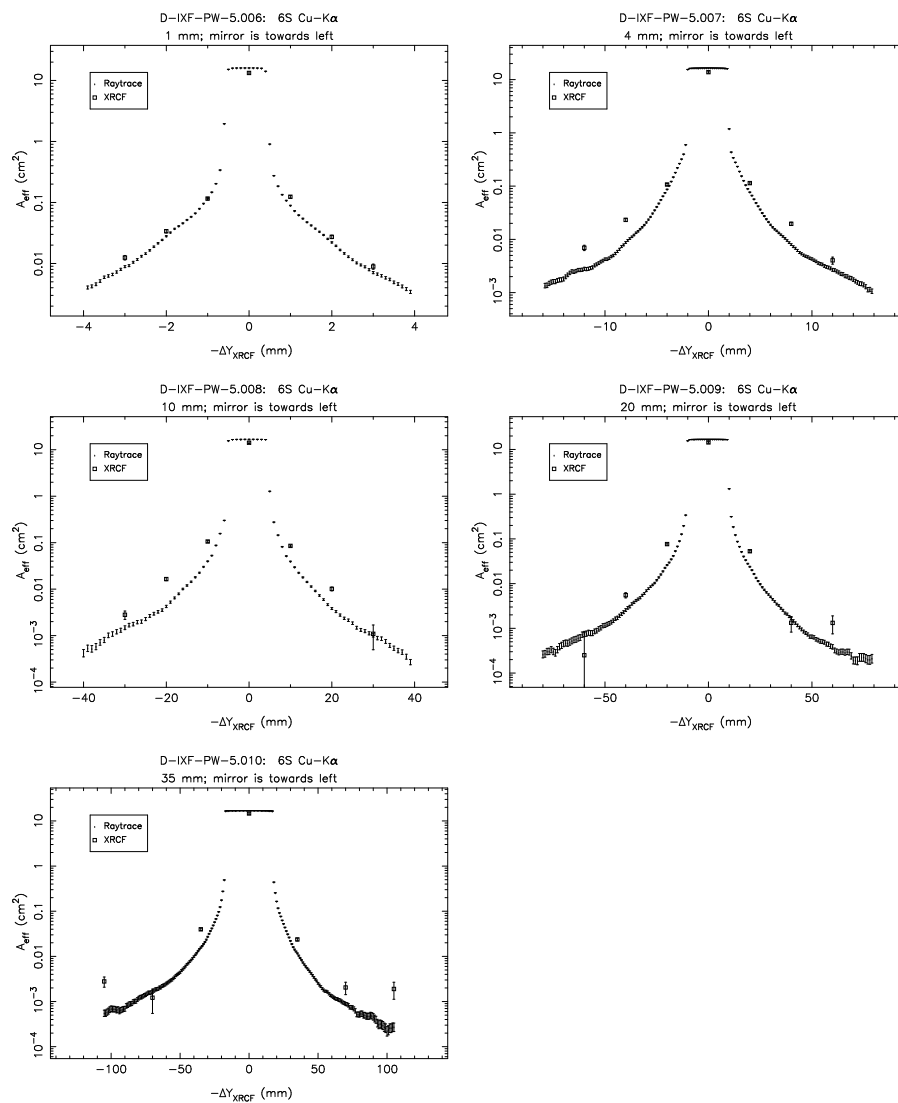 D-IXF-PW-5.006: 6S Cu-Kα
1 mm; mirror is towards left
10
1
0.1
0.01
A_eff (cm²)
Raytrace
XRCF
−4 −2 0 2 4
−ΔY_XRCF (mm)
D-IXF-PW-5.007: 6S Cu-Kα
4 mm; mirror is towards left
10
1
0.1
0.01
10⁻³
A_eff (cm²)
Raytrace
XRCF
−10 0 10
−ΔY_XRCF (mm)
D-IXF-PW-5.008: 6S Cu-Kα
10 mm; mirror is towards left
10
1
0.1
0.01
10⁻³
10⁻⁴
A_eff (cm²)
Raytrace
XRCF
−40 −20 0 20 40
−ΔY_XRCF (mm)
D-IXF-PW-5.009: 6S Cu-Kα
20 mm; mirror is towards left
10
1
0.1
0.01
10⁻³
10⁻⁴
A_eff (cm²)
Raytrace
XRCF
−50 0 50
−ΔY_XRCF (mm)
D-IXF-PW-5.010: 6S Cu-Kα
35 mm; mirror is towards left
10
1
0.1
0.01
10⁻³
10⁻⁴
A_eff (cm²)
Raytrace
XRCF
−100 −50 0 50 100
−ΔY_XRCF (mm)